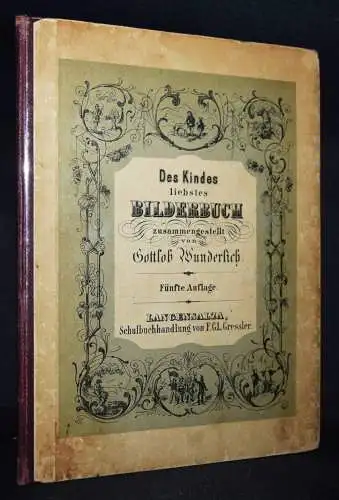 Des Kindes
liebstes
BILDERBUCH
zusammengestellt
von
Gottlob Wunderlich
Fünfte Auflage.
LANGENSALZA,
Schulbuchhandlung von F.G.L. Gressler.